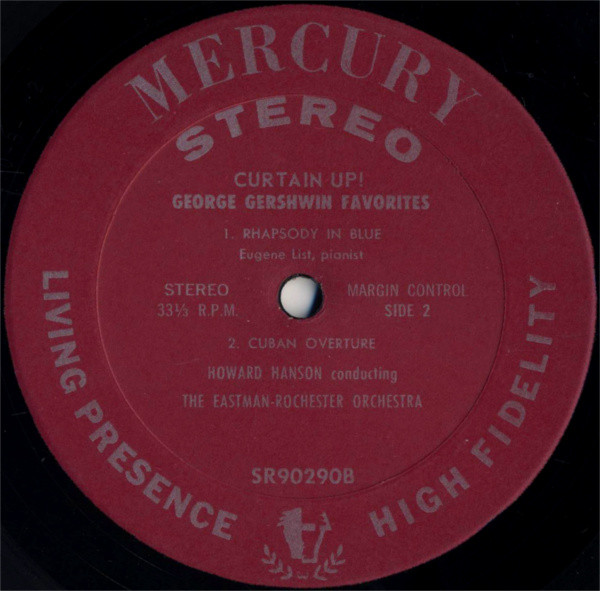 MERCURY
STEREO
CURTAIN UP!
GEORGE GERSHWIN FAVORITES
1. RHAPSODY IN BLUE
Eugene List, pianist
STEREO
33⅓ R.P.M.
MARGIN CONTROL
SIDE 2
2. CUBAN OVERTURE
HOWARD HANSON conducting
THE EASTMAN-ROCHESTER ORCHESTRA
SR90290B
LIVING PRESENCE
HIGH FIDELITY